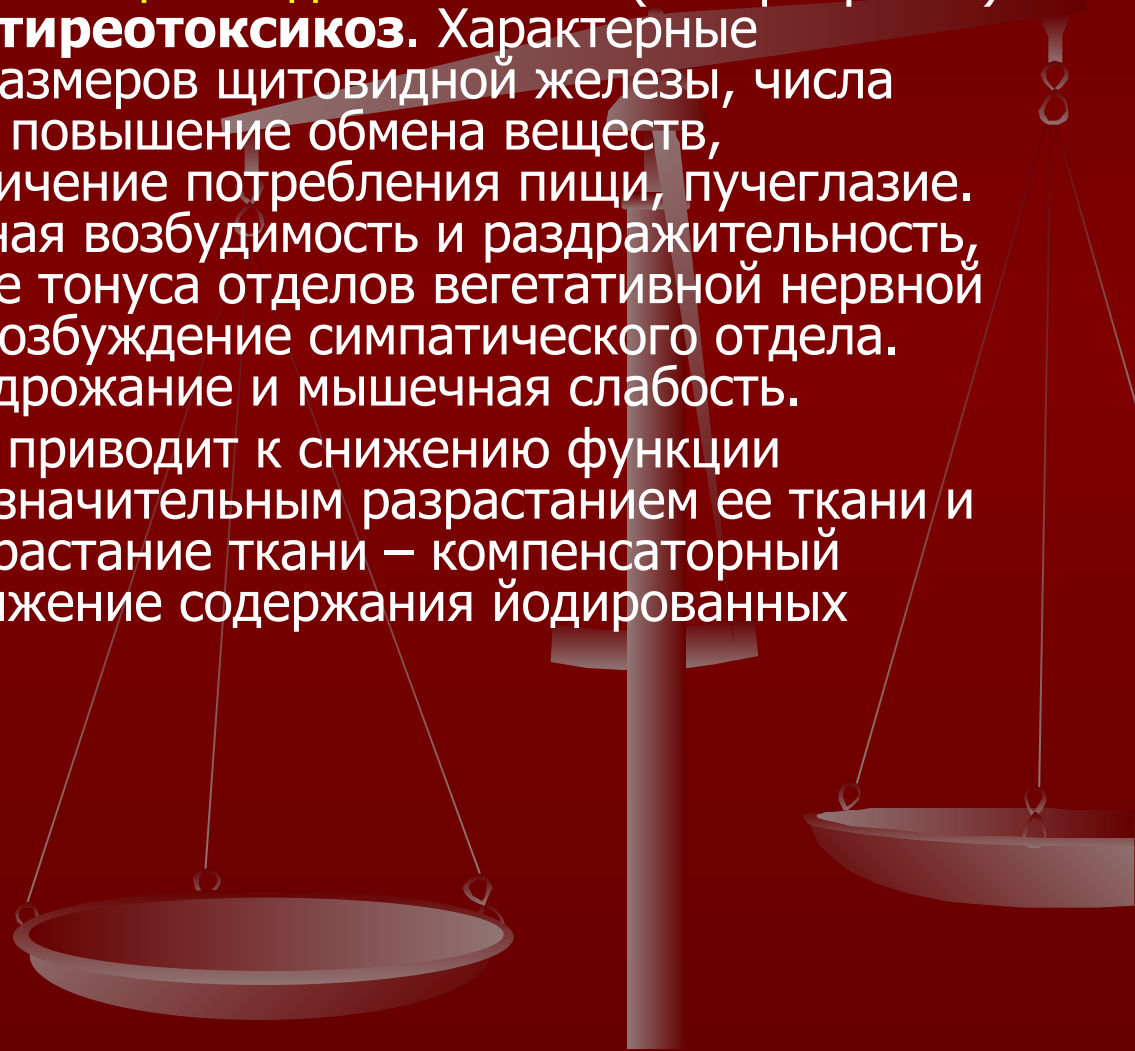 тиреотоксикоз. Характерные
размеров щитовидной железы, числа
повышение обмена веществ,
ичение потребления пищи, пучеглазие.
ная возбудимость и раздражительность,
е тонуса отделов вегетативной нервной
озбуждение симпатического отдела.
дрожание и мышечная слабость.
приводит к снижению функции
значительным разрастанием ее ткани и
растание ткани – компенсаторный
ижение содержания йодированных